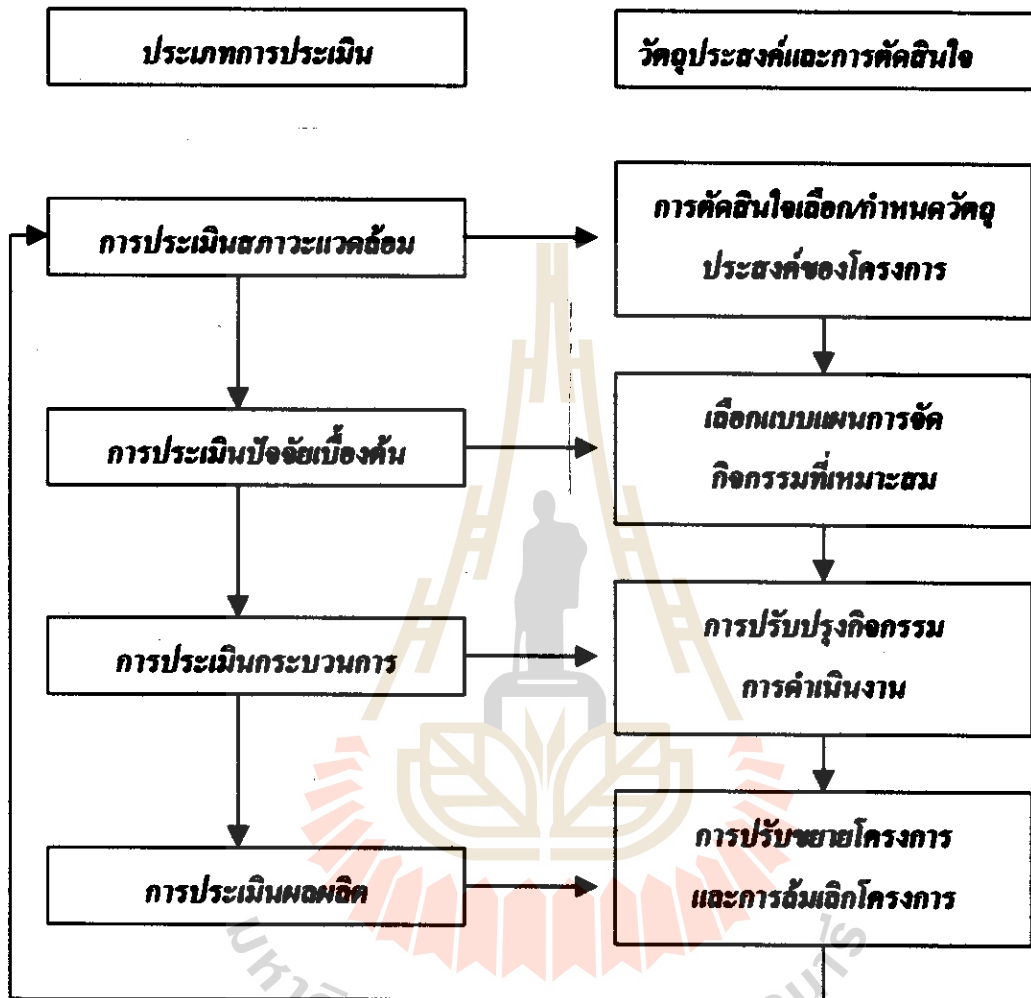 ประเภทการประเมิน
วัตถุประสงค์และการตัดสินใจ
การประเมินสภาวะแวดล้อม
การตัดสินใจเลือก/กำหนดวัตถุ
ประสงค์ของโครงการ
การประเมินปัจจัยเบื้องต้น
เลือกแบบแผนการจัด
กิจกรรมที่เหมาะสม
การประเมินกระบวนการ
การปรับปรุงกิจกรรม
การดำเนินงาน
การประเมินผลผลิต
การปรับขยายโครงการ
และการล้มเลิกโครงการ